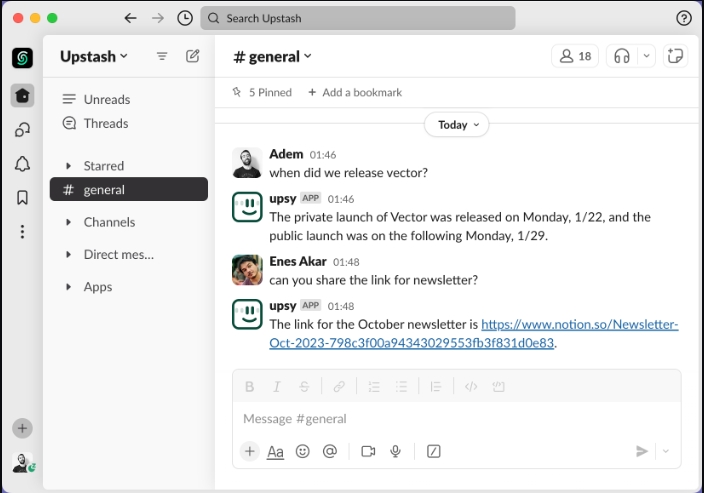 Search Upstash
Upstash
# general
18
Unreads
Threads
5 Pinned
+ Add a bookmark
Today
Starred
# general
Channels
Direct mes...
Apps
Adem 01:46
when did we release vector?
upsy APP 01:46
The private launch of Vector was released on Monday, 1/22, and the
public launch was on the following Monday, 1/29.
Enes Akar 01:48
can you share the link for newsletter?
upsy APP 01:48
The link for the October newsletter is https://www.notion.so/Newsletter-
Oct-2023-798c3f00a94343029553fb3f831d0e83.
B I S
Message #general
+ Aa @